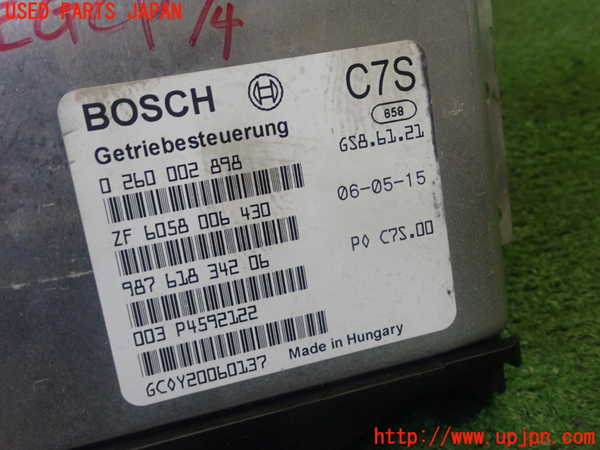 USED PARTS JAPAN
1/4
BOSCH
C7S
658
Getriebesteuerung
GS8.61.21
0 260 002 898
06-05-15
ZF 6058 006 430
P0 C7S.00
987 618 342 06
003 P4592122
Made in Hungary
GC0Y20060137
http://www.upjpn.com/